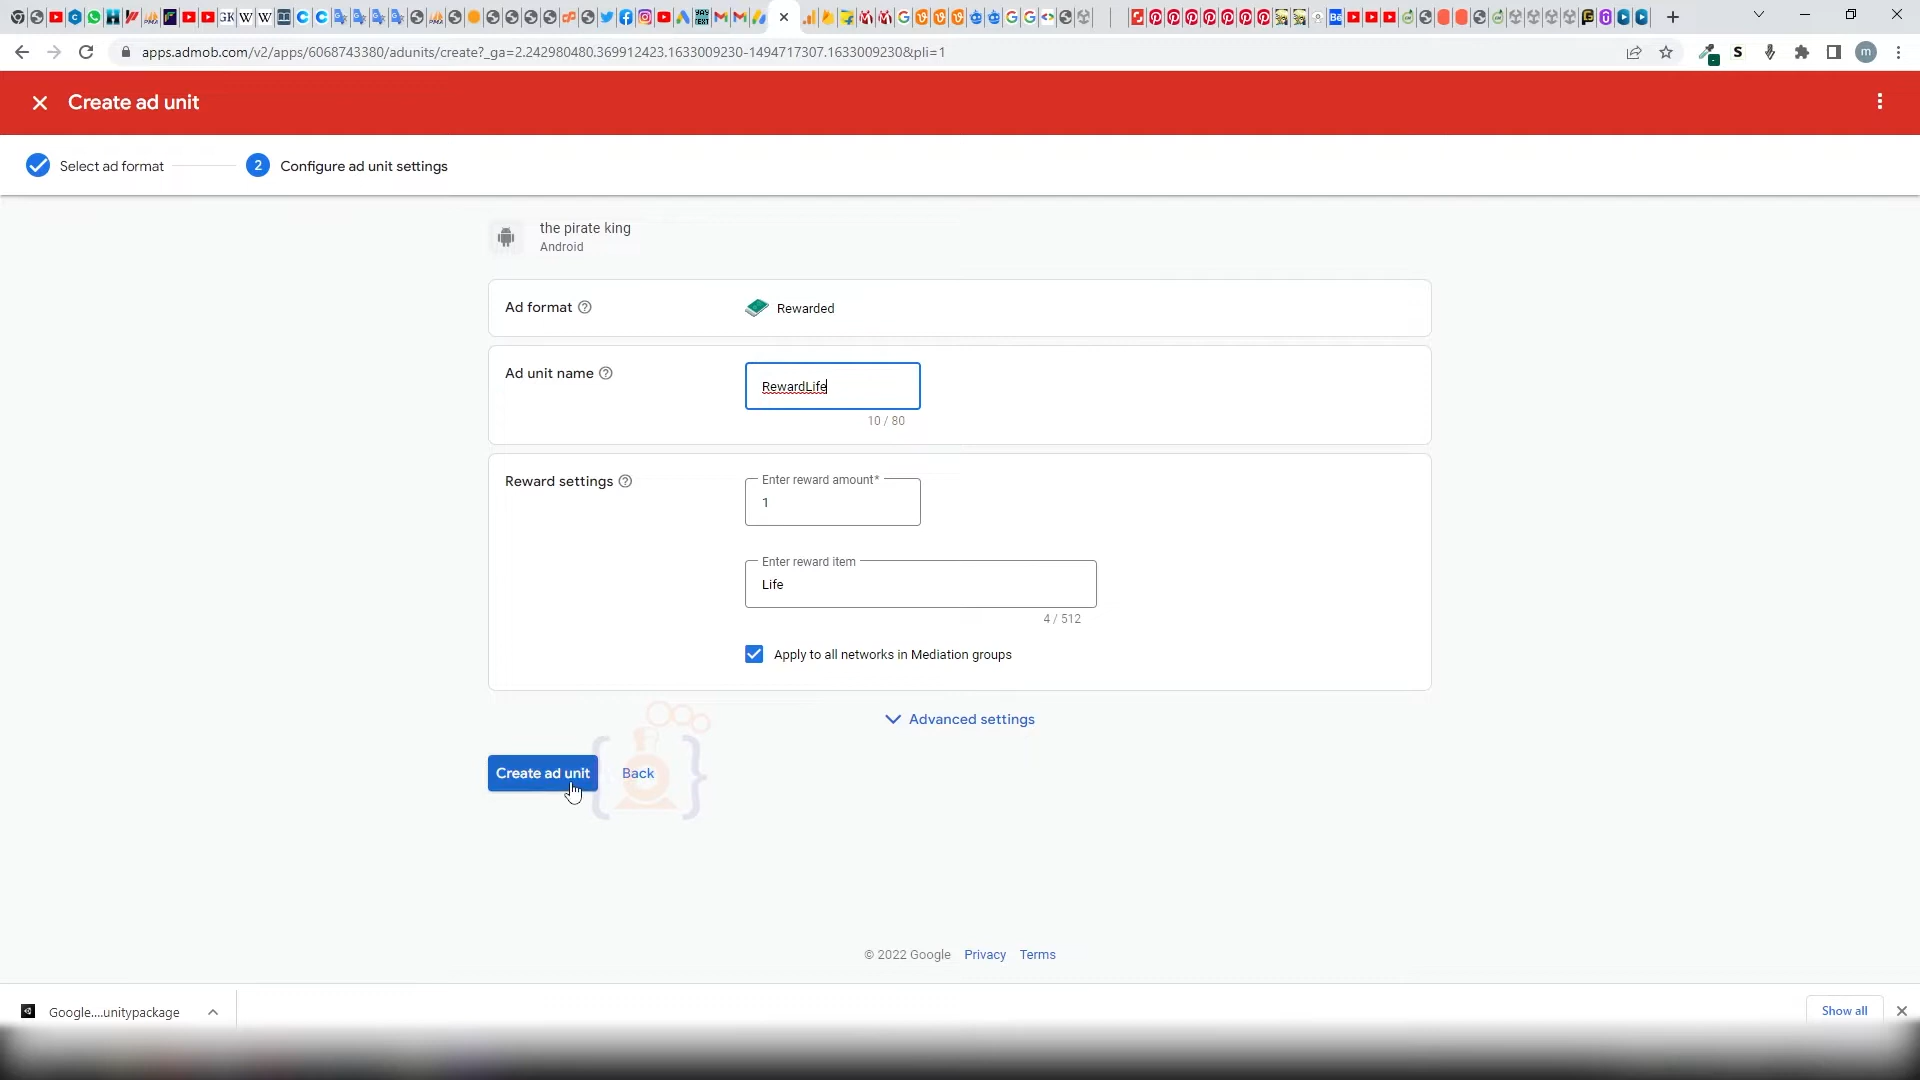 apps.admob.com/v2/apps/6068743380/adunits/create?_ga=2.242980480.369912423.1633009230-1494717307.1633009230&pli=1
Create ad unit
Select ad format
2
Configure ad unit settings
the pirate king
Android
Ad format
Rewarded
Ad unit name
RewardLife
10 / 80
Reward settings
Enter reward amount*
1
Enter reward item
Life
4 / 512
Apply to all networks in Mediation groups
Advanced settings
Create ad unit
Back
© 2022 Google Privacy Terms
Google....unitypackage
Show all